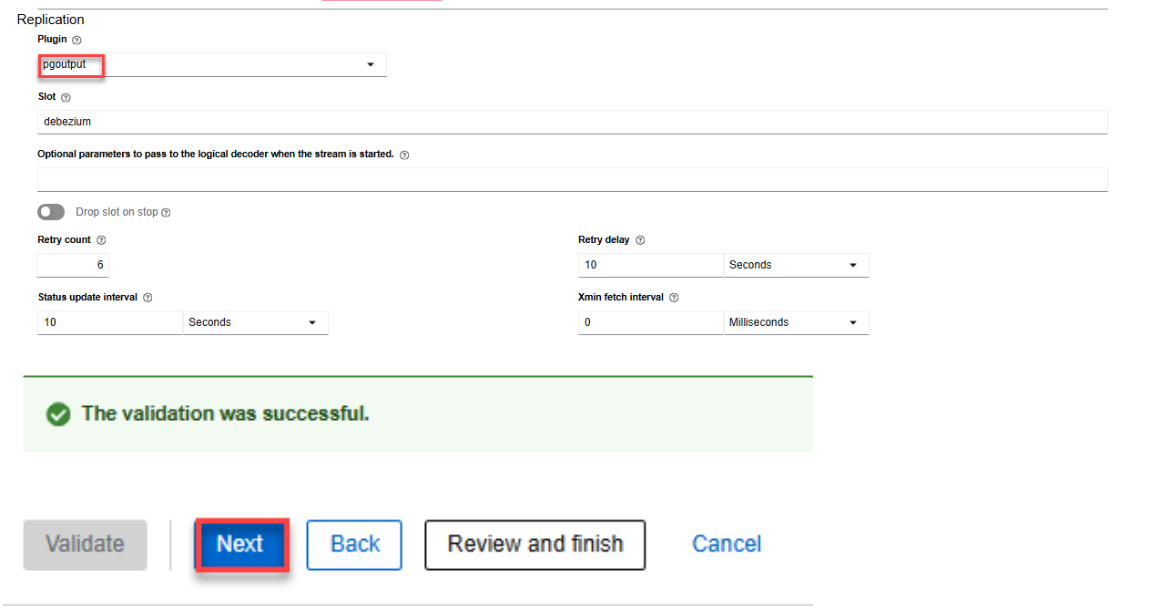 Replication
Plugin
pgoutput
Slot
debezium
Optional parameters to pass to the logical decoder when the stream is started.
Drop slot on stop
Retry count
Retry delay
6
10 Seconds
Status update interval
Xmin fetch interval
10 Seconds
0 Milliseconds
The validation was successful.
Validate Next Back Review and finish Cancel